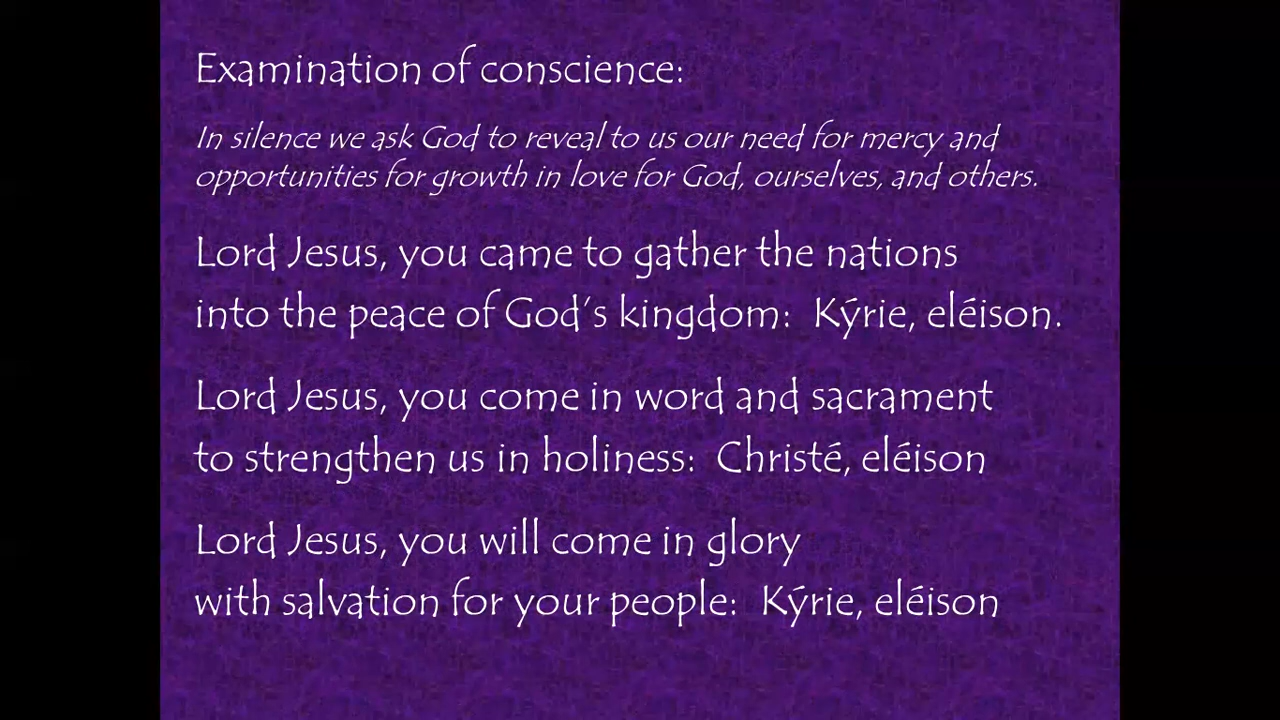 Examination of conscience:
In silence we ask God to reveal to us our need for mercy and
opportunities for growth in love for God, ourselves, and others.
Lord Jesus, you came to gather the nations
into the peace of God’s kingdom:  Kýrie, eléison.
Lord Jesus, you come in word and sacrament
to strengthen us in holiness:  Christé, eléison
Lord Jesus, you will come in glory
with salvation for your people:  Kýrie, eléison